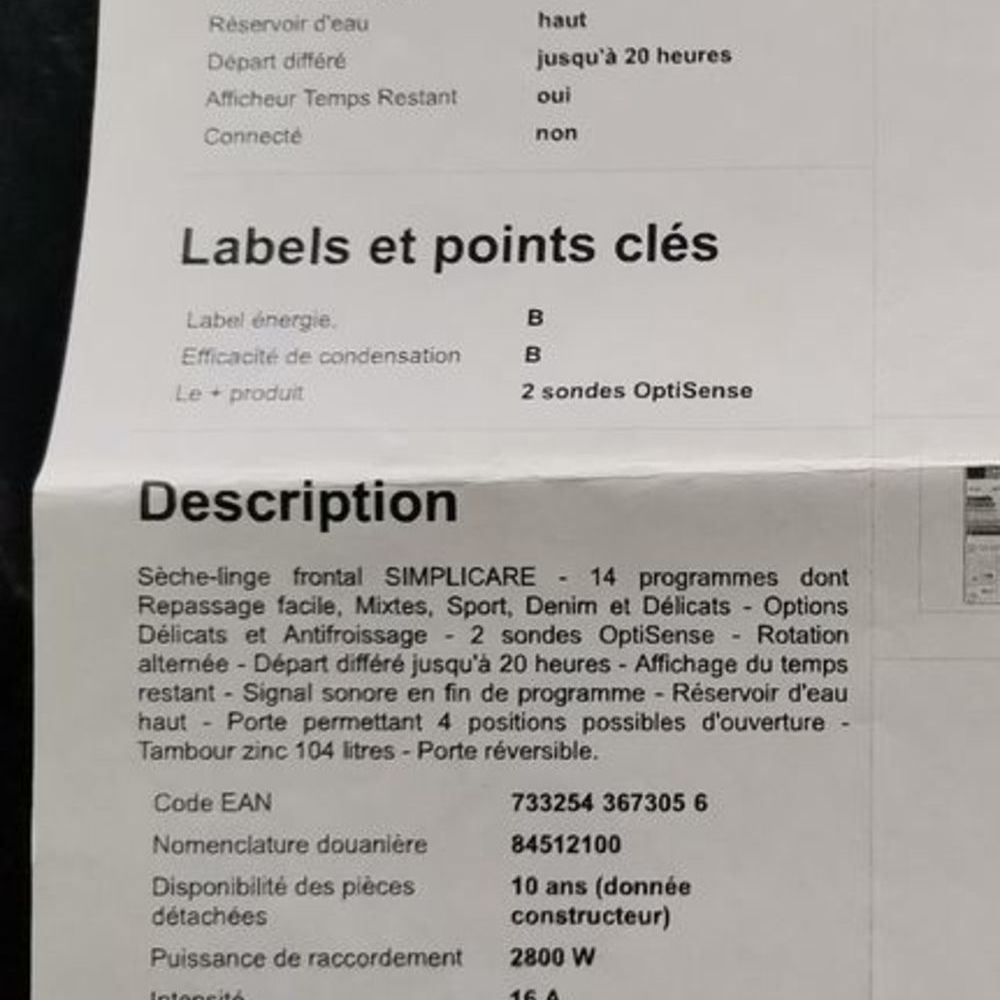 Réservoir d'eau haut
Départ différé jusqu'à 20 heures
Afficheur Temps Restant oui
Connecté non
Labels et points clés
Label énergie. B
Efficacité de condensation B
Le + produit 2 sondes OptiSense
Description
Sèche-linge frontal SIMPLICARE - 14 programmes dont
Repassage facile, Mixtes, Sport, Denim et Délicats - Options
Délicats et Antifroissage - 2 sondes OptiSense - Rotation
alternée - Départ différé jusqu'à 20 heures - Affichage du temps
restant - Signal sonore en fin de programme - Réservoir d'eau
haut - Porte permettant 4 positions possibles d'ouverture -
Tambour zinc 104 litres - Porte réversible.
Code EAN 733254 367305 6
Nomenclature douanière 84512100
Disponibilité des pièces 10 ans (donnée
détachées constructeur)
Puissance de raccordement 2800 W
Intensité 16 A